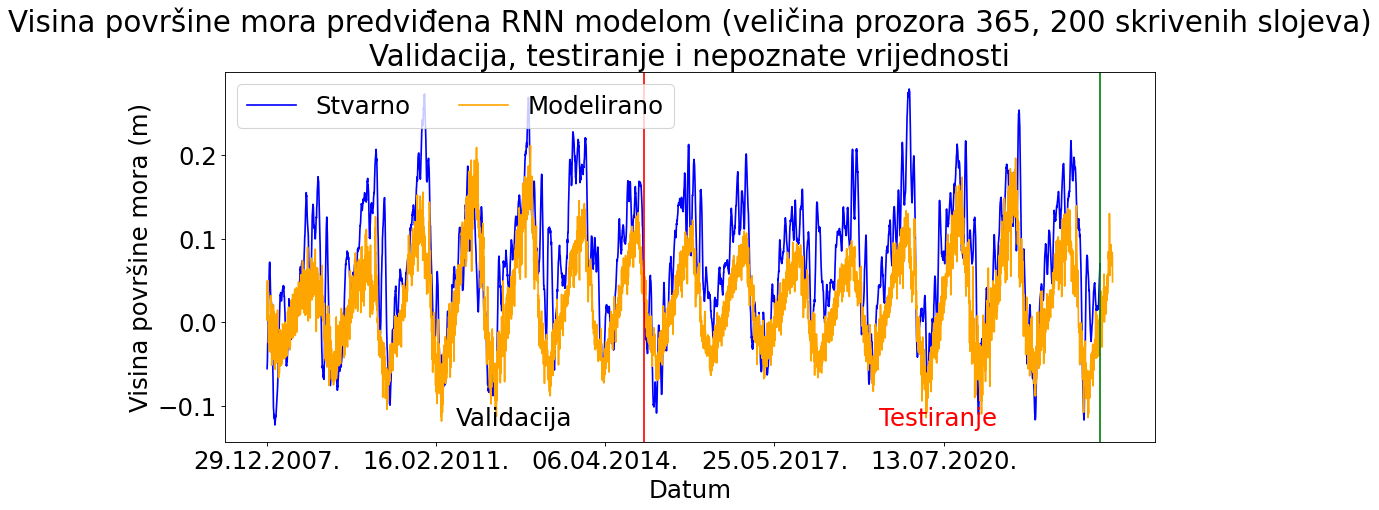 Visina površine mora predviđena RNN modelom (veličina prozora 365, 200 skrivenih slojeva)
Validacija, testiranje i nepoznate vrijednosti
Stvarno
Modelirano
Visina površine mora (m)
0.2
0.1
0.0
−0.1
Validacija
Testiranje
29.12.2007.
16.02.2011.
06.04.2014.
25.05.2017.
13.07.2020.
Datum